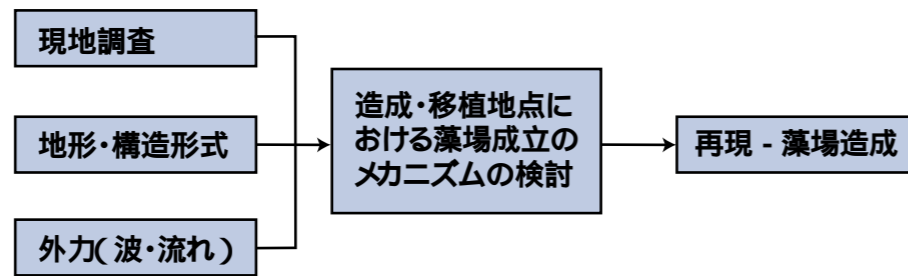 現地調査
地形・構造形式
外力(波・流れ)
造成・移植地点に
おける藻場成立の
メカニズムの検討
再現 - 藻場造成